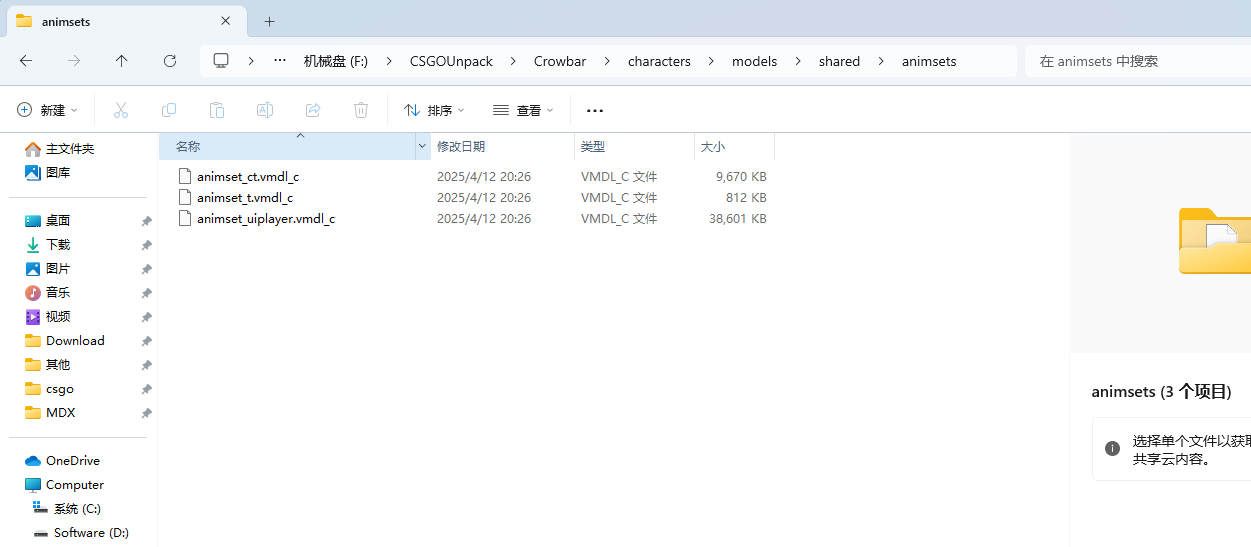 animsets
机械盘 (F:) CSGOUnpack Crowbar characters models shared animsets
在 animsets 中搜索
新建 排序 查看
主文件夹
图库
桌面
下载
图片
音乐
视频
Download
其他
csgo
MDX
OneDrive
Computer
系统 (C:)
Software (D:)
名称 修改日期 类型 大小
animset_ct.vmdl_c 2025/4/12 20:26 VMDL_C 文件 9,670 KB
animset_t.vmdl_c 2025/4/12 20:26 VMDL_C 文件 812 KB
animset_uiplayer.vmdl_c 2025/4/12 20:26 VMDL_C 文件 38,601 KB
animsets (3 个项目)
选择单个文件以获取
共享云内容。